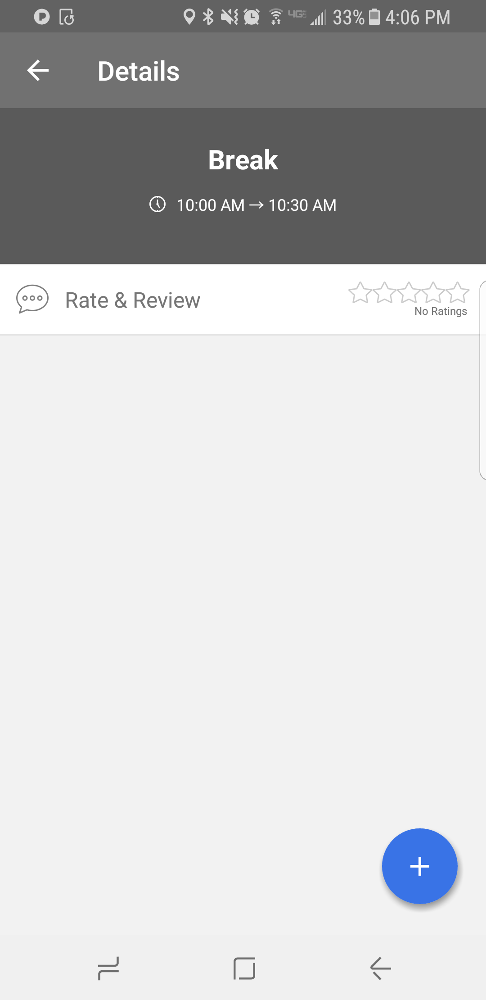 33% 4:06 PM
Details
Break
10:00 AM → 10:30 AM
Rate & Review
No Ratings